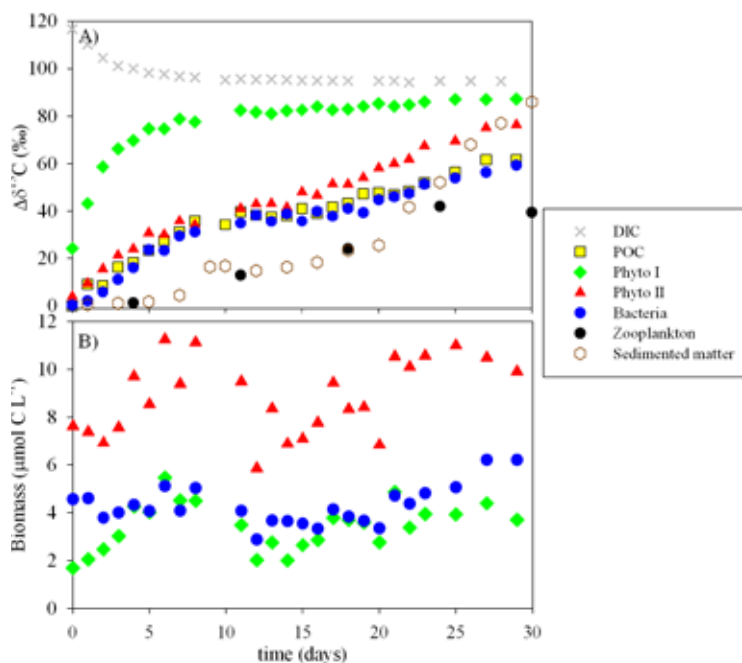 120
A)
100
80
60
40
20
0
Δδ¹³C (‰)
12
B)
10
8
6
4
2
0
Biomass (µmol C L⁻¹)
0 5 10 15 20 25 30
time (days)
DIC
POC
Phyto I
Phyto II
Bacteria
Zooplankton
Sedimented matter